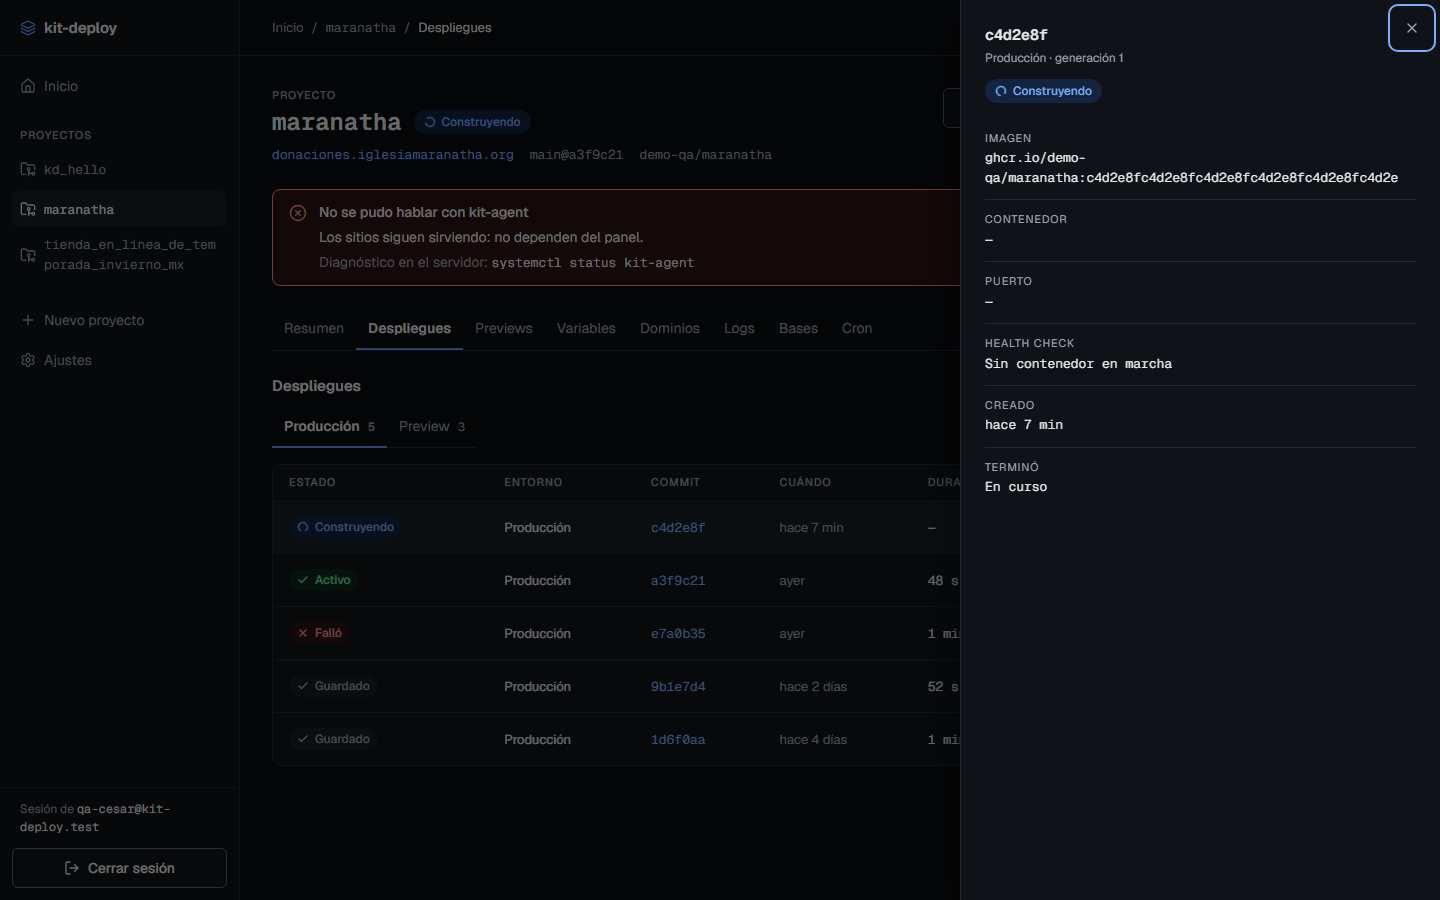 kit-deploy
Inicio
PROYECTOS
kd_hello
maranatha
tienda_en_linea_de_tem
porada_invierno_mx
Nuevo proyecto
Ajustes
Sesión de qa-cesar@kit-
deploy.test
Cerrar sesión
Inicio / maranatha / Despliegues
PROYECTO
maranatha Construyendo
donaciones.iglesiamaranatha.org main@a3f9c21 demo-qa/maranatha
No se pudo hablar con kit-agent
Los sitios siguen sirviendo: no dependen del panel.
Diagnóstico en el servidor: systemctl status kit-agent
Resumen Despliegues Previews Variables Dominios Logs Bases Cron
Despliegues
Producción 5 Preview 3
ESTADO ENTORNO COMMIT CUÁNDO DURA
Construyendo Producción c4d2e8f hace 7 min –
Activo Producción a3f9c21 ayer 48 s
Falló Producción e7a0b35 ayer 1 mi
Guardado Producción 9b1e7d4 hace 2 días 52 s
Guardado Producción 1d6f0aa hace 4 días 1 mi
c4d2e8f
Producción · generación 1
Construyendo
IMAGEN
ghcr.io/demo-
qa/maranatha:c4d2e8fc4d2e8fc4d2e8fc4d2e8fc4d2e8fc4d2e
CONTENEDOR
–
PUERTO
–
HEALTH CHECK
Sin contenedor en marcha
CREADO
hace 7 min
TERMINÓ
En curso